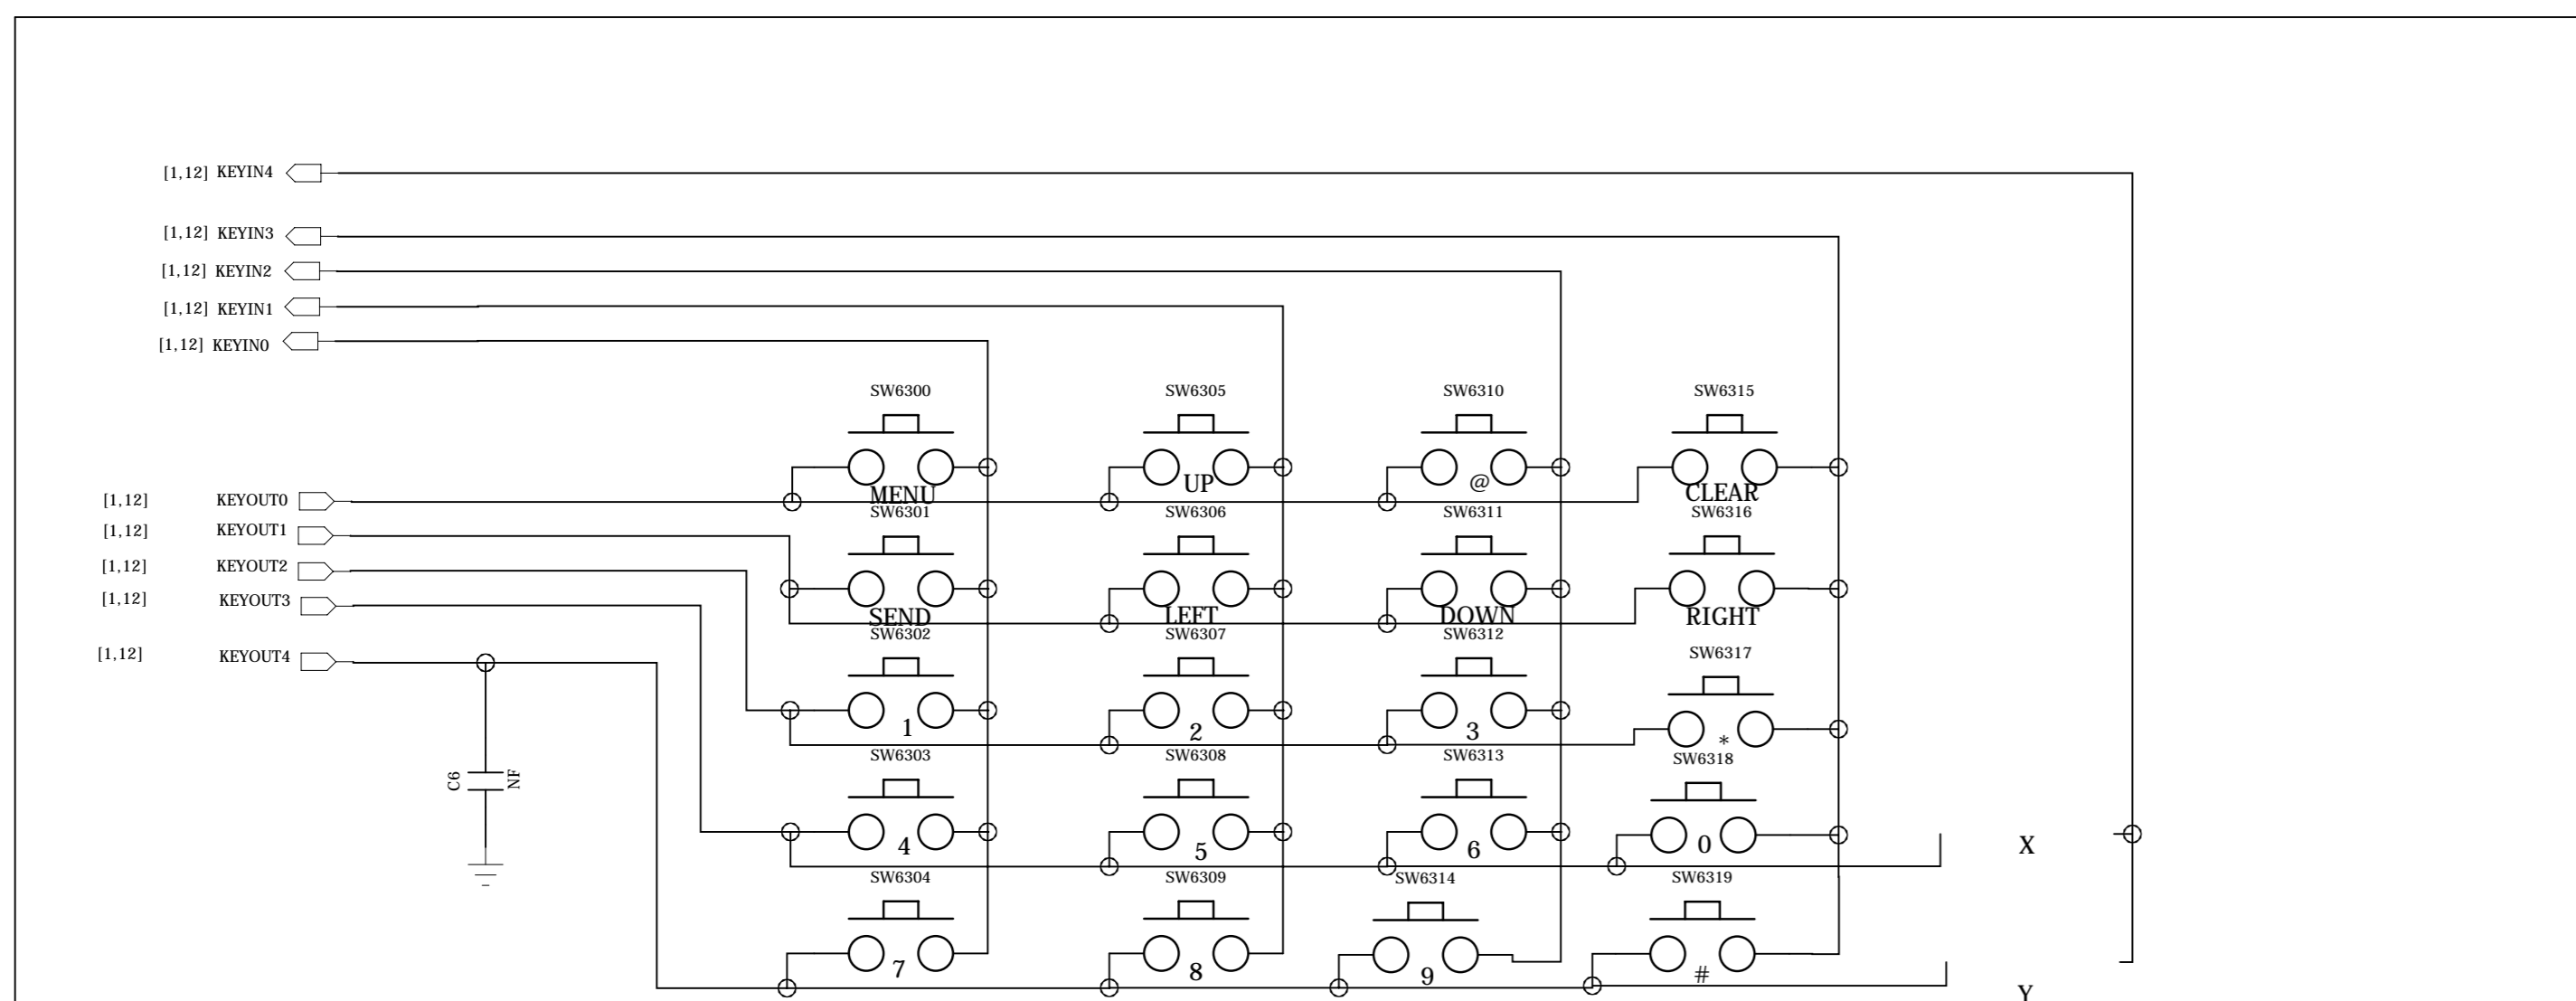 [1,12] KEYIN4
[1,12] KEYIN3
[1,12] KEYIN2
[1,12] KEYIN1
[1,12] KEYIN0
SW6300 SW6305 SW6310 SW6315
MENU UP @ CLEAR
[1,12] KEYOUT0
SW6301 SW6306 SW6311 SW6316
[1,12] KEYOUT1
[1,12] KEYOUT2
[1,12] KEYOUT3
SEND LEFT DOWN RIGHT
SW6302 SW6307 SW6312 SW6317
[1,12] KEYOUT4
1 2 3 *
SW6303 SW6308 SW6313 SW6318
C6 NF
4 5 6 0 X
SW6304 SW6309 SW6314 SW6319
7 8 9 #
Y